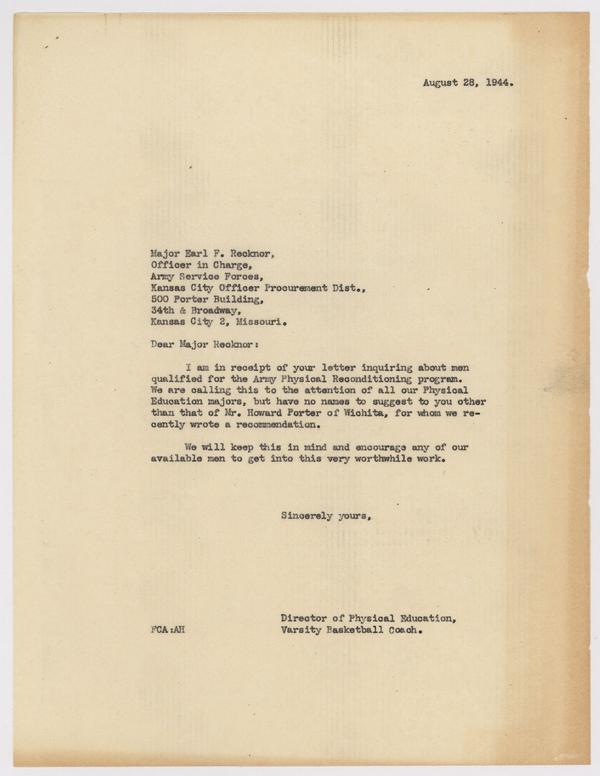 August 28, 1944.
Major Earl F. Recknor,
Officer in Charge,
Army Service Forces,
Kansas City Officer Procurement Dist.,
500 Porter Building,
34th & Broadway,
Kansas City 2, Missouri.
Dear Major Recknor:
I am in receipt of your letter inquiring about men
qualified for the Army Physical Reconditioning program.
We are calling this to the attention of all our Physical
Education majors, but have no names to suggest to you other
than that of Mr. Howard Porter of Wichita, for whom we re-
cently wrote a recommendation.
We will keep this in mind and encourage any of our
available men to get into this very worthwhile work.
Sincerely yours,
Director of Physical Education,
FCA:AH Varsity Basketball Coach.